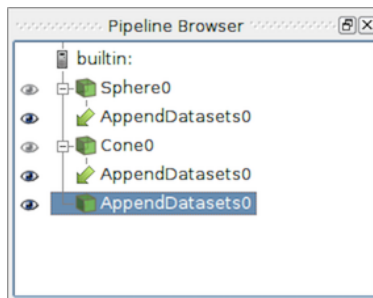 Pipeline Browser
builtin:
Sphere0
AppendDatasets0
Cone0
AppendDatasets0
AppendDatasets0